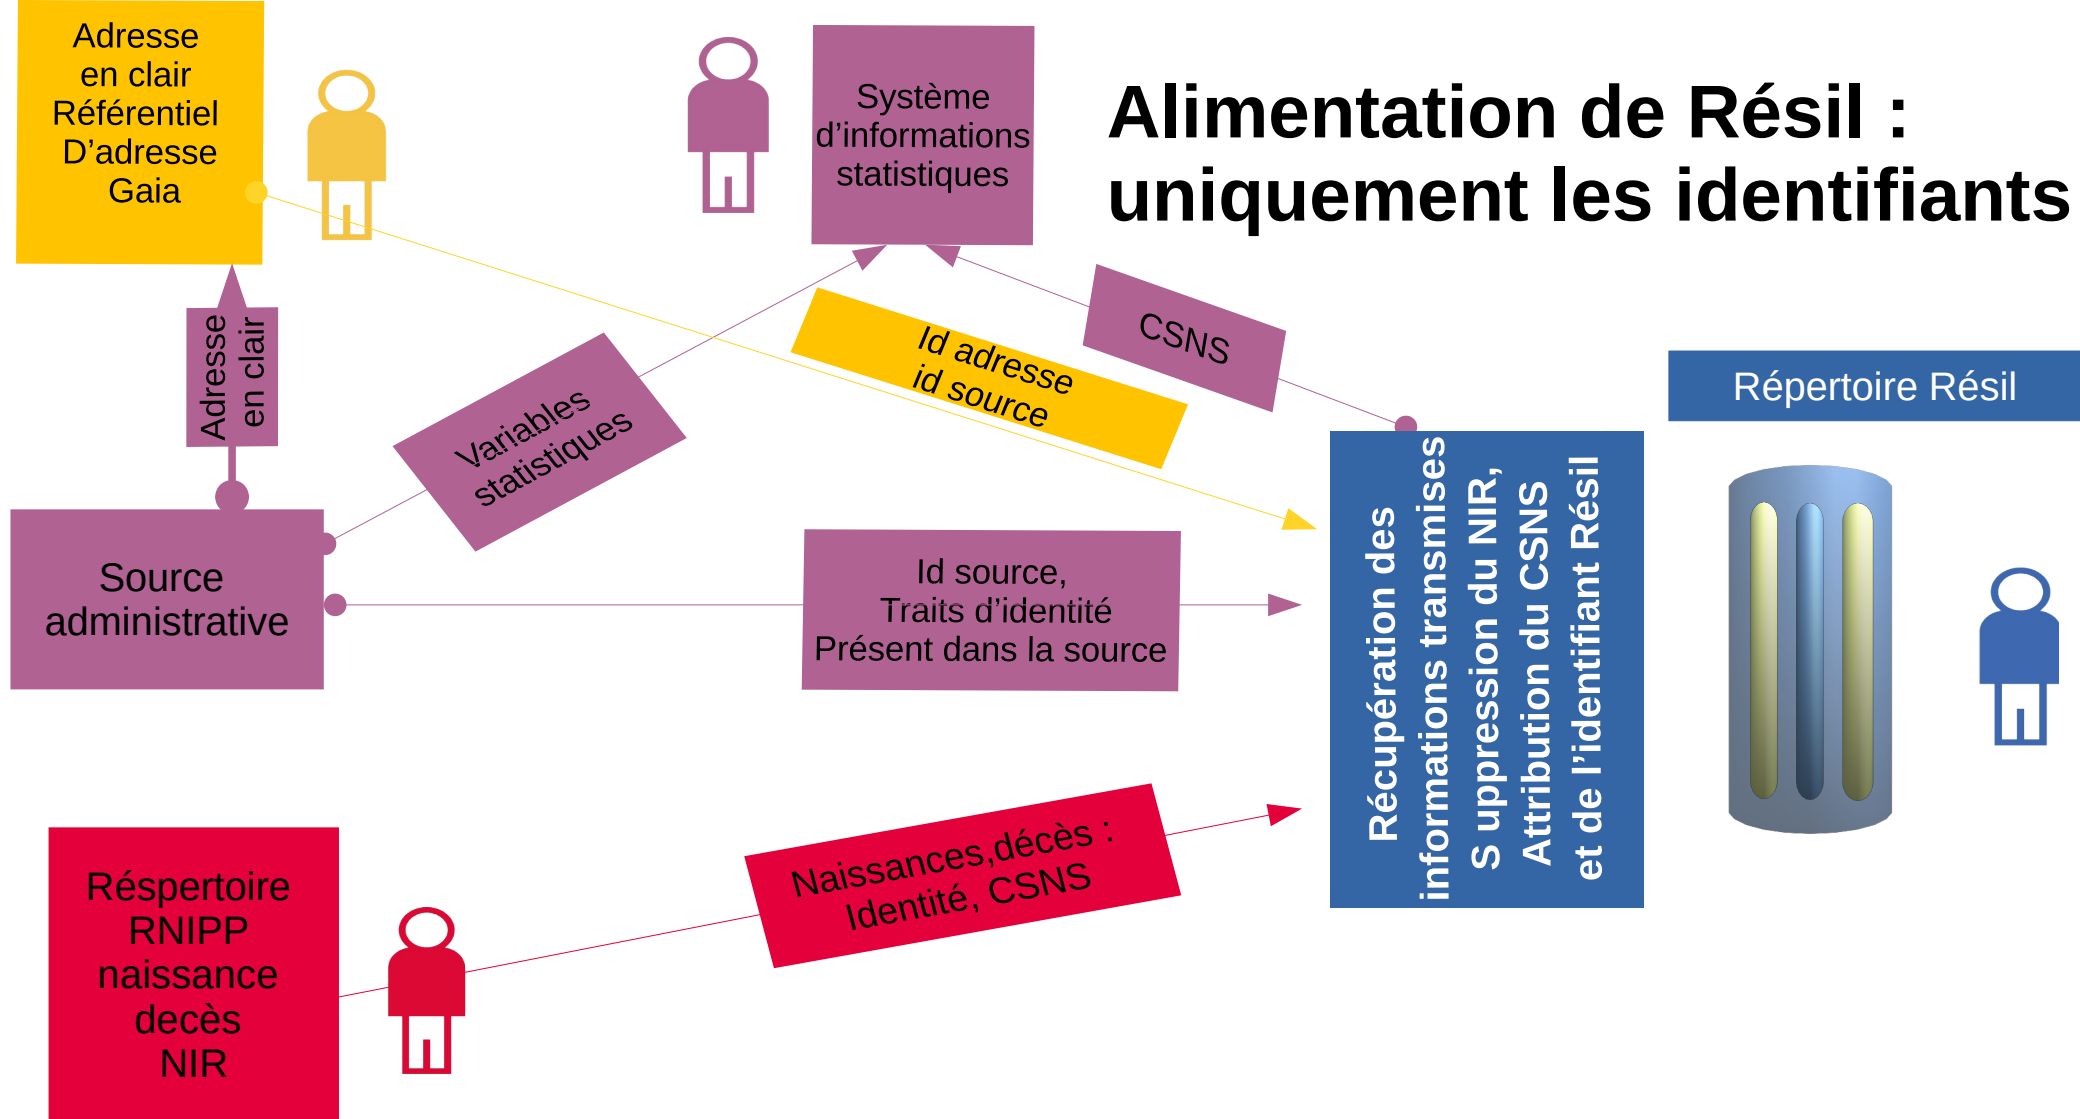 Adresse
en clair
Référentiel
D’adresse
Gaia
Système
d’informations
statistiques
Alimentation de Résil :
uniquement les identifiants
Adresse
en clair
Variables
statistiques
Id adresse
id source
CSNS
Répertoire Résil
Source
administrative
Id source,
Traits d’identité
Présent dans la source
Récupération des
informations transmises
S uppression du NIR,
Attribution du CSNS
et de l’identifiant Résil
Naissances,décès :
Identité, CSNS
Réspertoire
RNIPP
naissance
decès
NIR